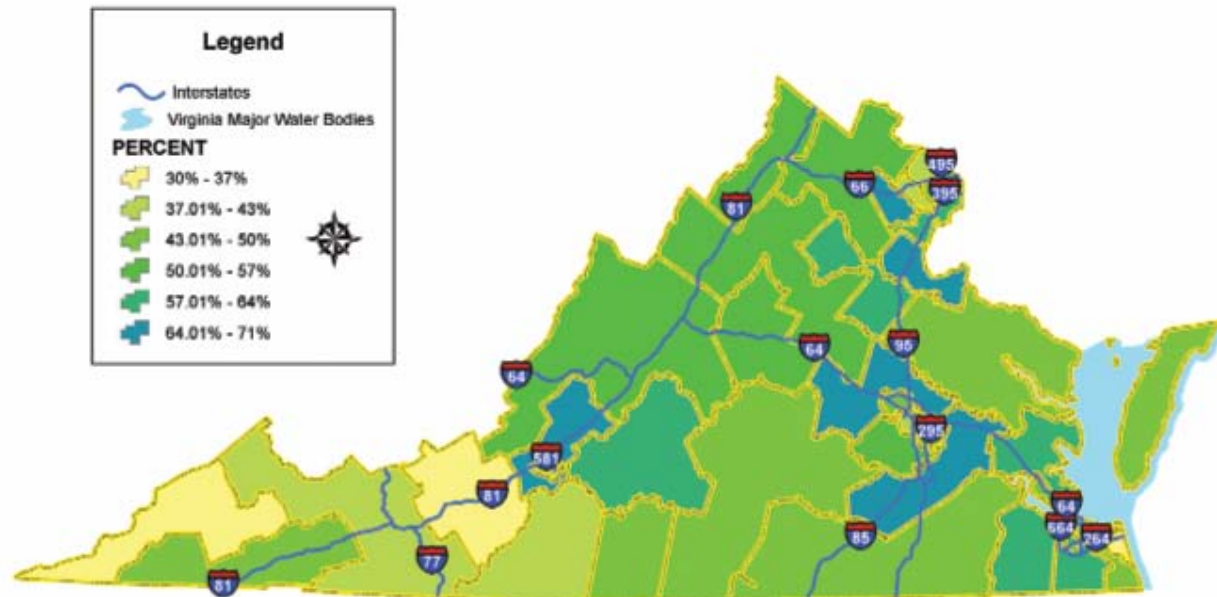 Legend
Interstates
Virginia Major Water Bodies
PERCENT
30% - 37%
37.01% - 43%
43.01% - 50%
50.01% - 57%
57.01% - 64%
64.01% - 71%
495
66
395
81
64
95
64
295
581
81
64
664
264
85
77
81